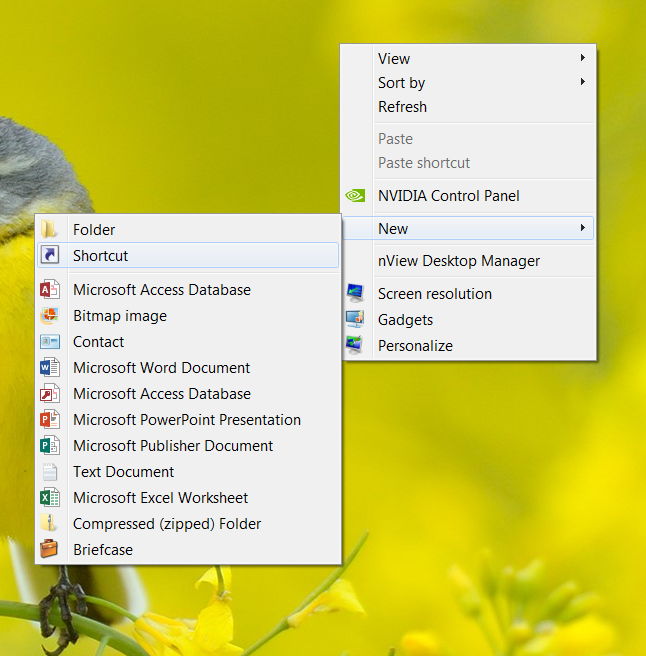 View
Sort by
Refresh
Paste
Paste shortcut
NVIDIA Control Panel
New
nView Desktop Manager
Screen resolution
Gadgets
Personalize
Folder
Shortcut
Microsoft Access Database
Bitmap image
Contact
Microsoft Word Document
Microsoft Access Database
Microsoft PowerPoint Presentation
Microsoft Publisher Document
Text Document
Microsoft Excel Worksheet
Compressed (zipped) Folder
Briefcase